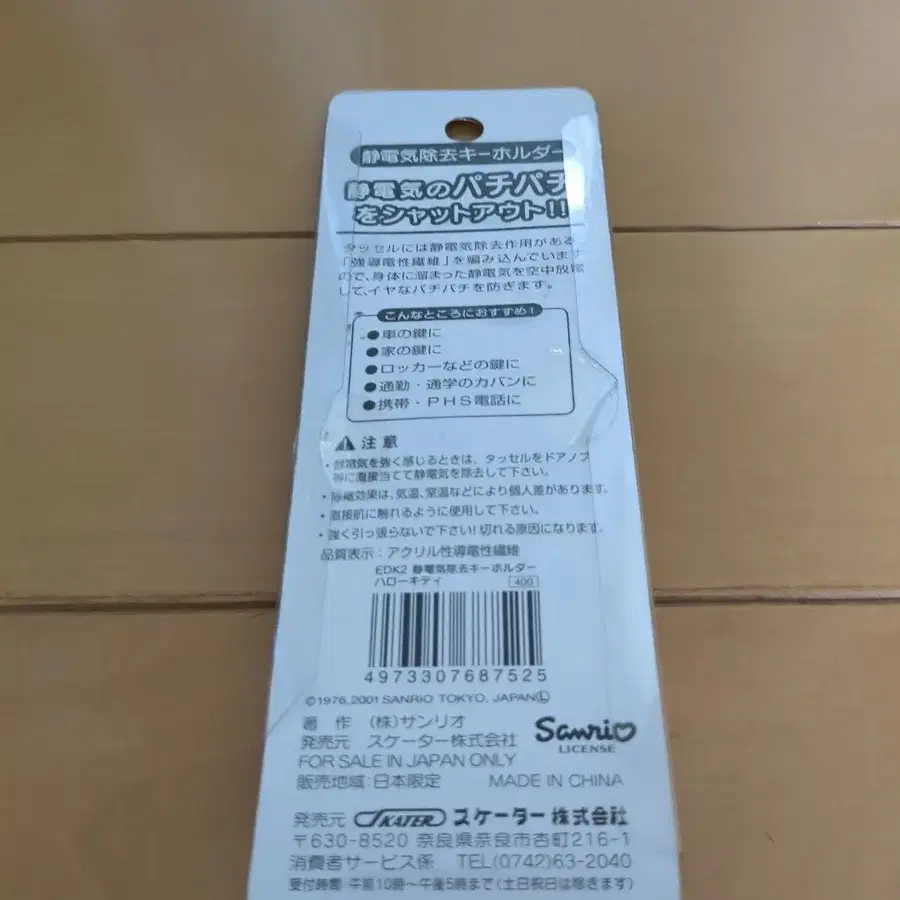 静電気除去キーホルダー
静電気のパチパチ
をシャットアウト!!
タッセルには静電気除去作用がある
「強導電性繊維」を編み込んでいます
ので、身体に溜まった静電気を空中放電
して、イヤなパチパチを防ぎます。
こんなところにおすすめ!
●車の鍵に
●家の鍵に
●ロッカーなどの鍵に
●通勤・通学のカバンに
●携帯・PHS電話に
注意
・静電気を強く感じるときは、タッセルをドアノブ
等に直接当てて静電気を除去して下さい。
・除電効果は、気温、室温などにより個人差があります。
・直接肌に触れるように使用して下さい。
・強く引っ張らないで下さい!切れる原因になります。
品質表示:アクリル性導電性繊維
EDK2 静電気除去キーホルダー
ハローキティ 400
4973307687525
©1976,2001 SANRIO TOKYO, JAPAN Ⓛ
著 作 (株)サンリオ
発売元 スケーター株式会社
Sanrio
LICENSE
FOR SALE IN JAPAN ONLY
販売地域:日本限定 MADE IN CHINA
発売元 SKATER スケーター株式会社
〒630-8520 奈良県奈良市杏町216-1
消費者サービス係 TEL(0742)63-2040
受付時間:午前10時~午後5時まで(土日祝日は除きます)